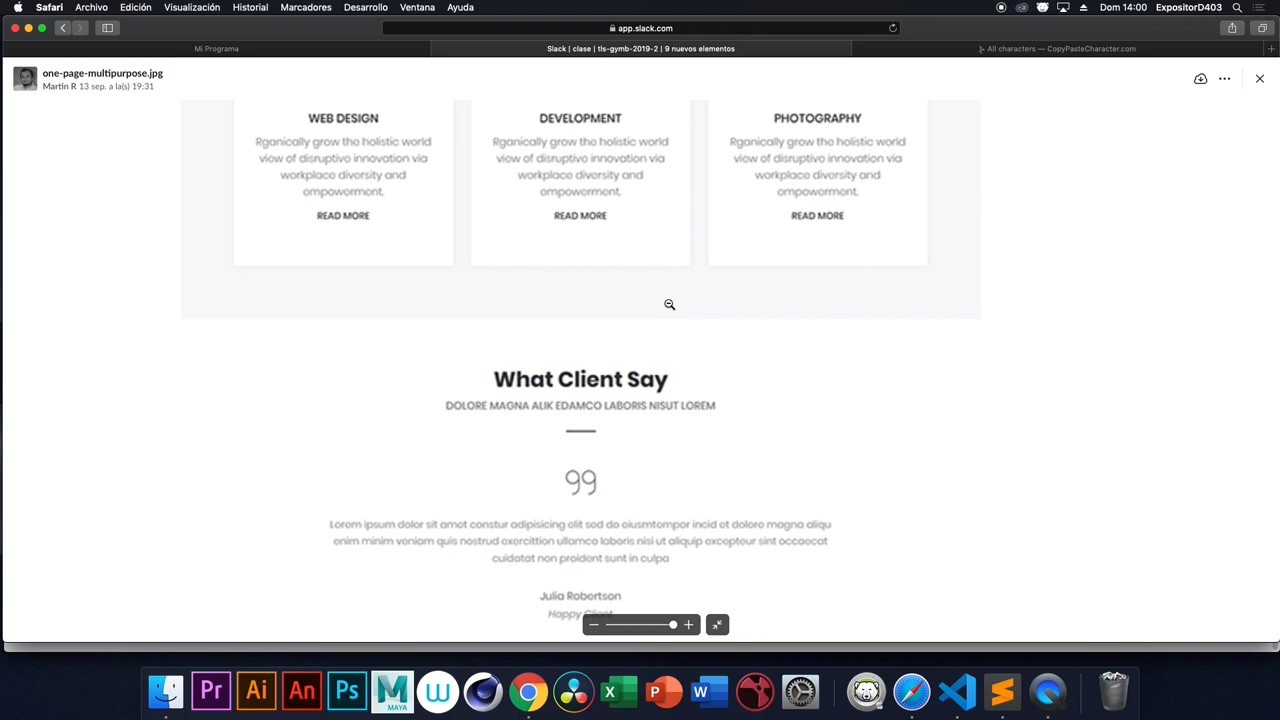 Safari Archivo Edición Visualización Historial Marcadores Desarrollo Ventana Ayuda Dom 14:00 ExpositorD403
app.slack.com
Mi Programa Slack | clase | tls-gymb-2019-2 | 9 nuevos elementos All characters — CopyPasteCharacter.com
one-page-multipurpose.jpg
Martin R 13 sep. a la(s) 19:31
WEB DESIGN DEVELOPMENT PHOTOGRAPHY
Rganically grow the holistic world Rganically grow the holistic world Rganically grow the holistic world
view of disruptive innovation via view of disruptive innovation via view of disruptive innovation via
workplace diversity and workplace diversity and workplace diversity and
empowerment. empowerment. empowerment.
READ MORE READ MORE READ MORE
What Client Say
DOLORE MAGNA ALIK EDAMCO LABORIS NISUT LOREM
Lorem ipsum dolor sit amet constur adipisicing elit sed do eiusmtempor incid et dolore magna aliqu
enim minim veniam quis nostrud exercittion ullamco laboris nisi ut aliquip excepteur sint occaecat
cuidatat non proident sunt in culpa
Julia Robertson
Happy Client
Pr Ai An Ps M MAYA W X P W S